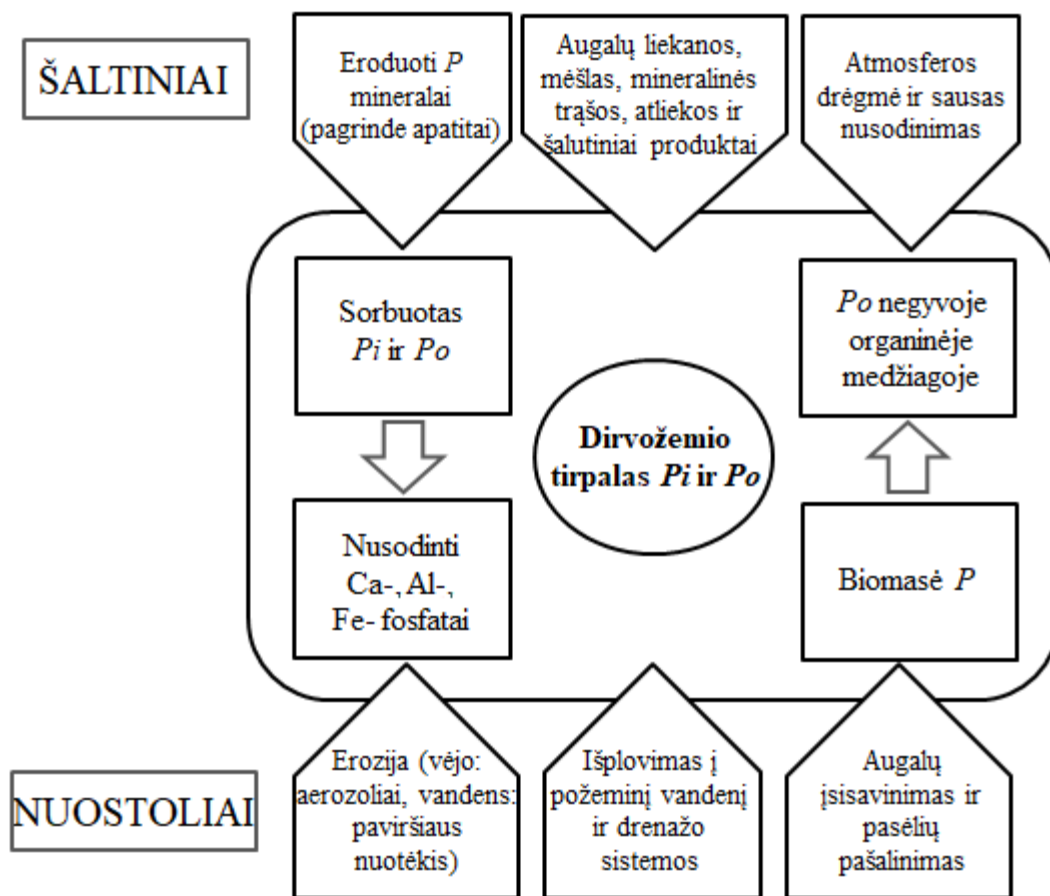 ŠALTINIAI
Eroduoti P
mineralai
(pagrinde apatitai)
Augalų liekanos,
mėšlas, mineralinės
trąšos, atliekos ir
šalutiniai produktai
Atmosferos
drėgmė ir sausas
nusodinimas
Sorbuotas
Pi ir Po
Po negyvoje
organinėje
medžiagoje
Dirvožemio
tirpalas Pi ir Po
Nusodinti
Ca-, Al-,
Fe- fosfatai
Biomasė P
NUOSTOLIAI
Erozija (vėjo:
aerozoliai, vandens:
paviršiaus
nuotėkis)
Išplovimas į
požeminį vandenį
ir drenažo
sistemos
Augalų
įsisavinimas ir
pasėlių
pašalinimas